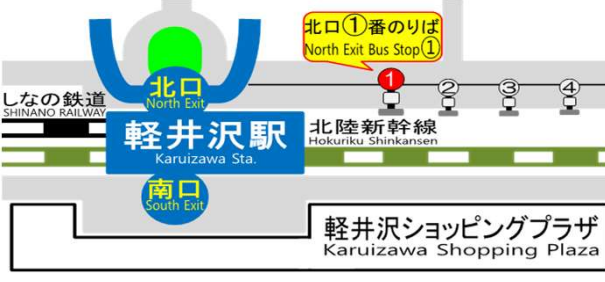 北口①番のりば
North Exit Bus Stop①
① ② ③ ④
北口
North Exit
しなの鉄道
SHINANO RAILWAY
軽井沢駅
Karuizawa Sta.
北陸新幹線
Hokuriku Shinkansen
南口
South Exit
軽井沢ショッピングプラザ
Karuizawa Shopping Plaza